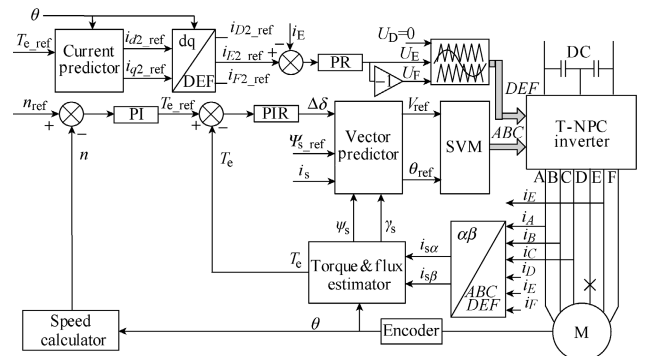 θ
T_e_ref
Current predictor
i_d2_ref
i_q2_ref
dq
DEF
i_D2_ref
i_E2_ref
i_F2_ref
+
−
i_E
PR
−1
U_D=0
U_E
U_F
DC
DEF
ABC
T-NPC inverter
A B C D E F
n_ref
+
−
n
PI
T_e_ref
+
−
T_e
PIR
Δδ
Ψ_s_ref
i_s
Vector predictor
V_ref
θ_ref
SVM
ψ_s
γ_s
T_e
Torque & flux estimator
i_sα
i_sβ
αβ
ABC
DEF
i_E
i_A
i_B
i_C
i_D
i_E
i_F
Speed calculator
θ
Encoder
M